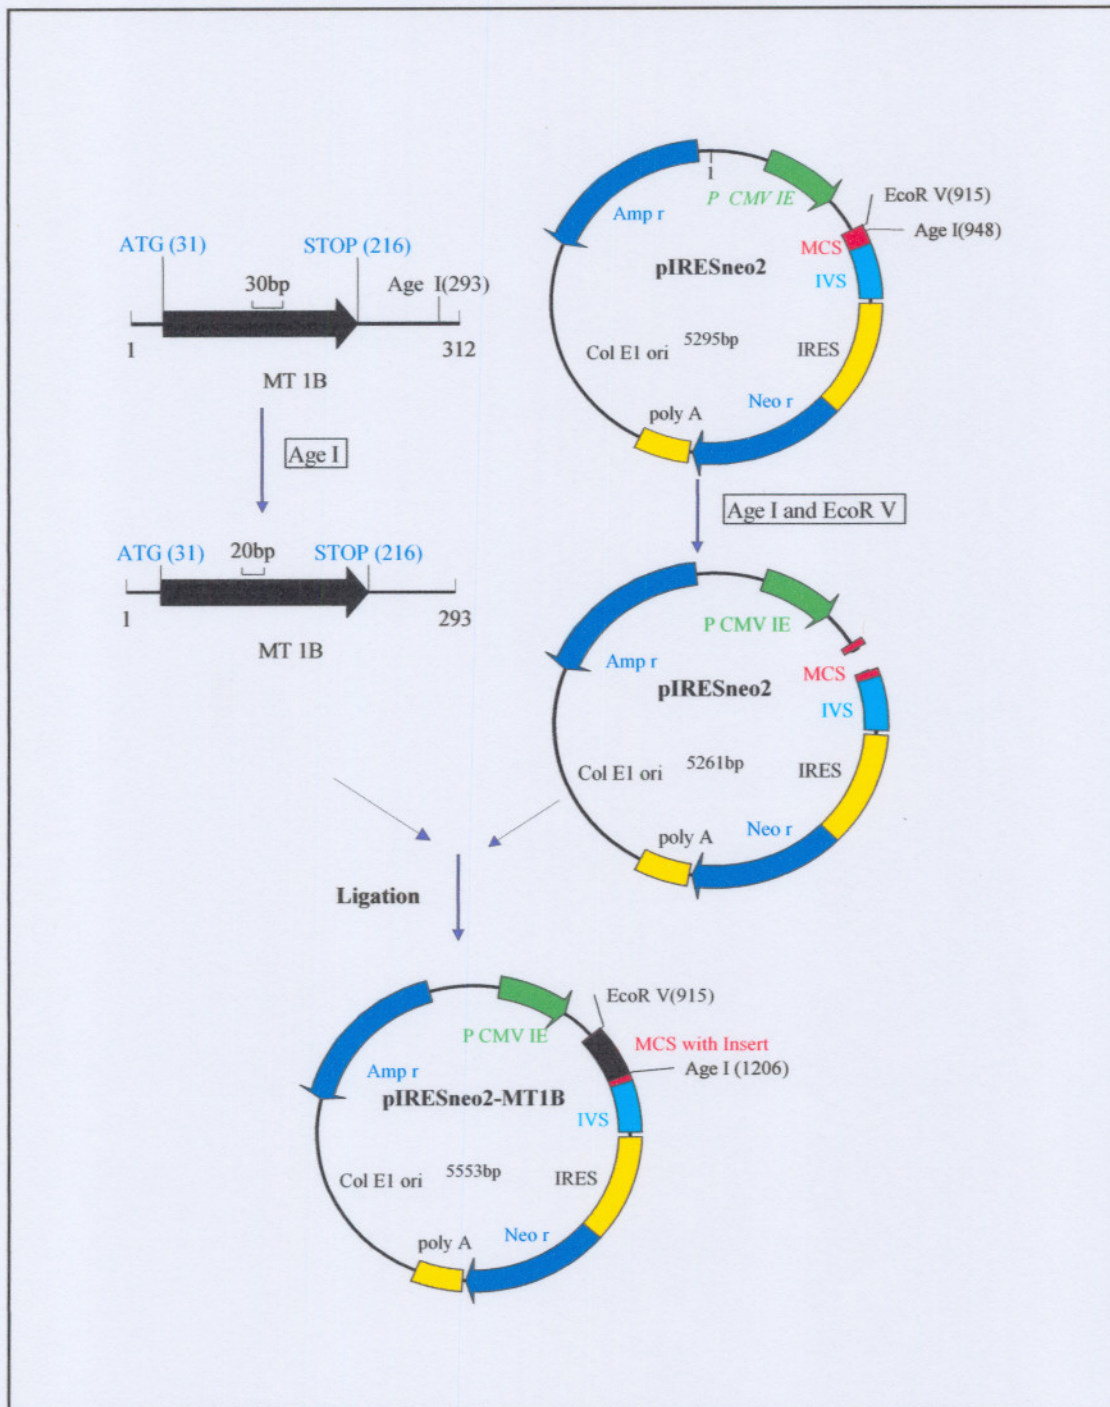 ATG (31)
STOP (216)
30bp
Age I(293)
1
312
MT 1B
Age I
ATG (31)
20bp
STOP (216)
1
293
MT 1B
1
P CMV IE
EcoR V(915)
Age I(948)
Amp r
MCS
pIRESneo2
IVS
Col E1 ori
5295bp
IRES
Neo r
poly A
Age I and EcoR V
P CMV IE
Amp r
MCS
pIRESneo2
IVS
Col E1 ori
5261bp
IRES
Neo r
poly A
Ligation
EcoR V(915)
P CMV IE
MCS with Insert
Age I (1206)
Amp r
pIRESneo2-MT1B
IVS
Col E1 ori
5553bp
IRES
Neo r
poly A